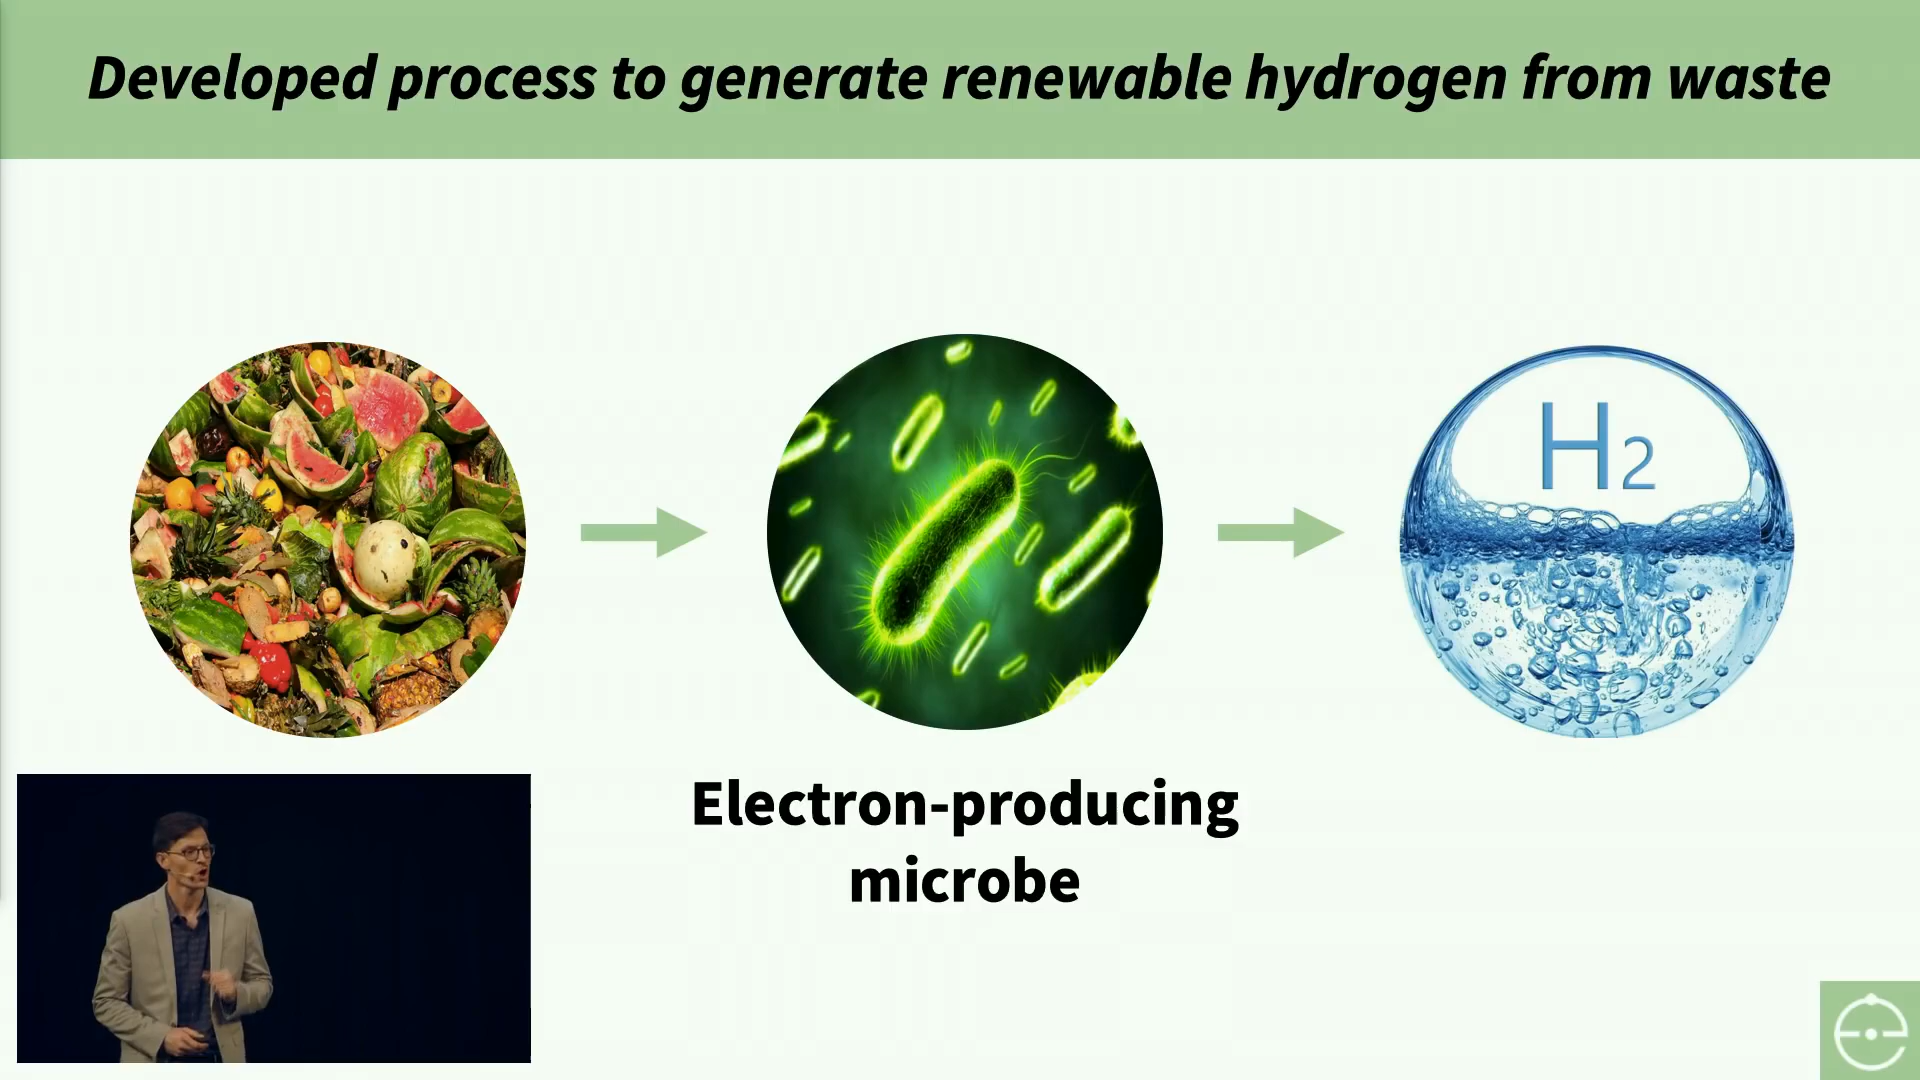 Developed process to generate renewable hydrogen from waste
H2
Electron-producing
microbe